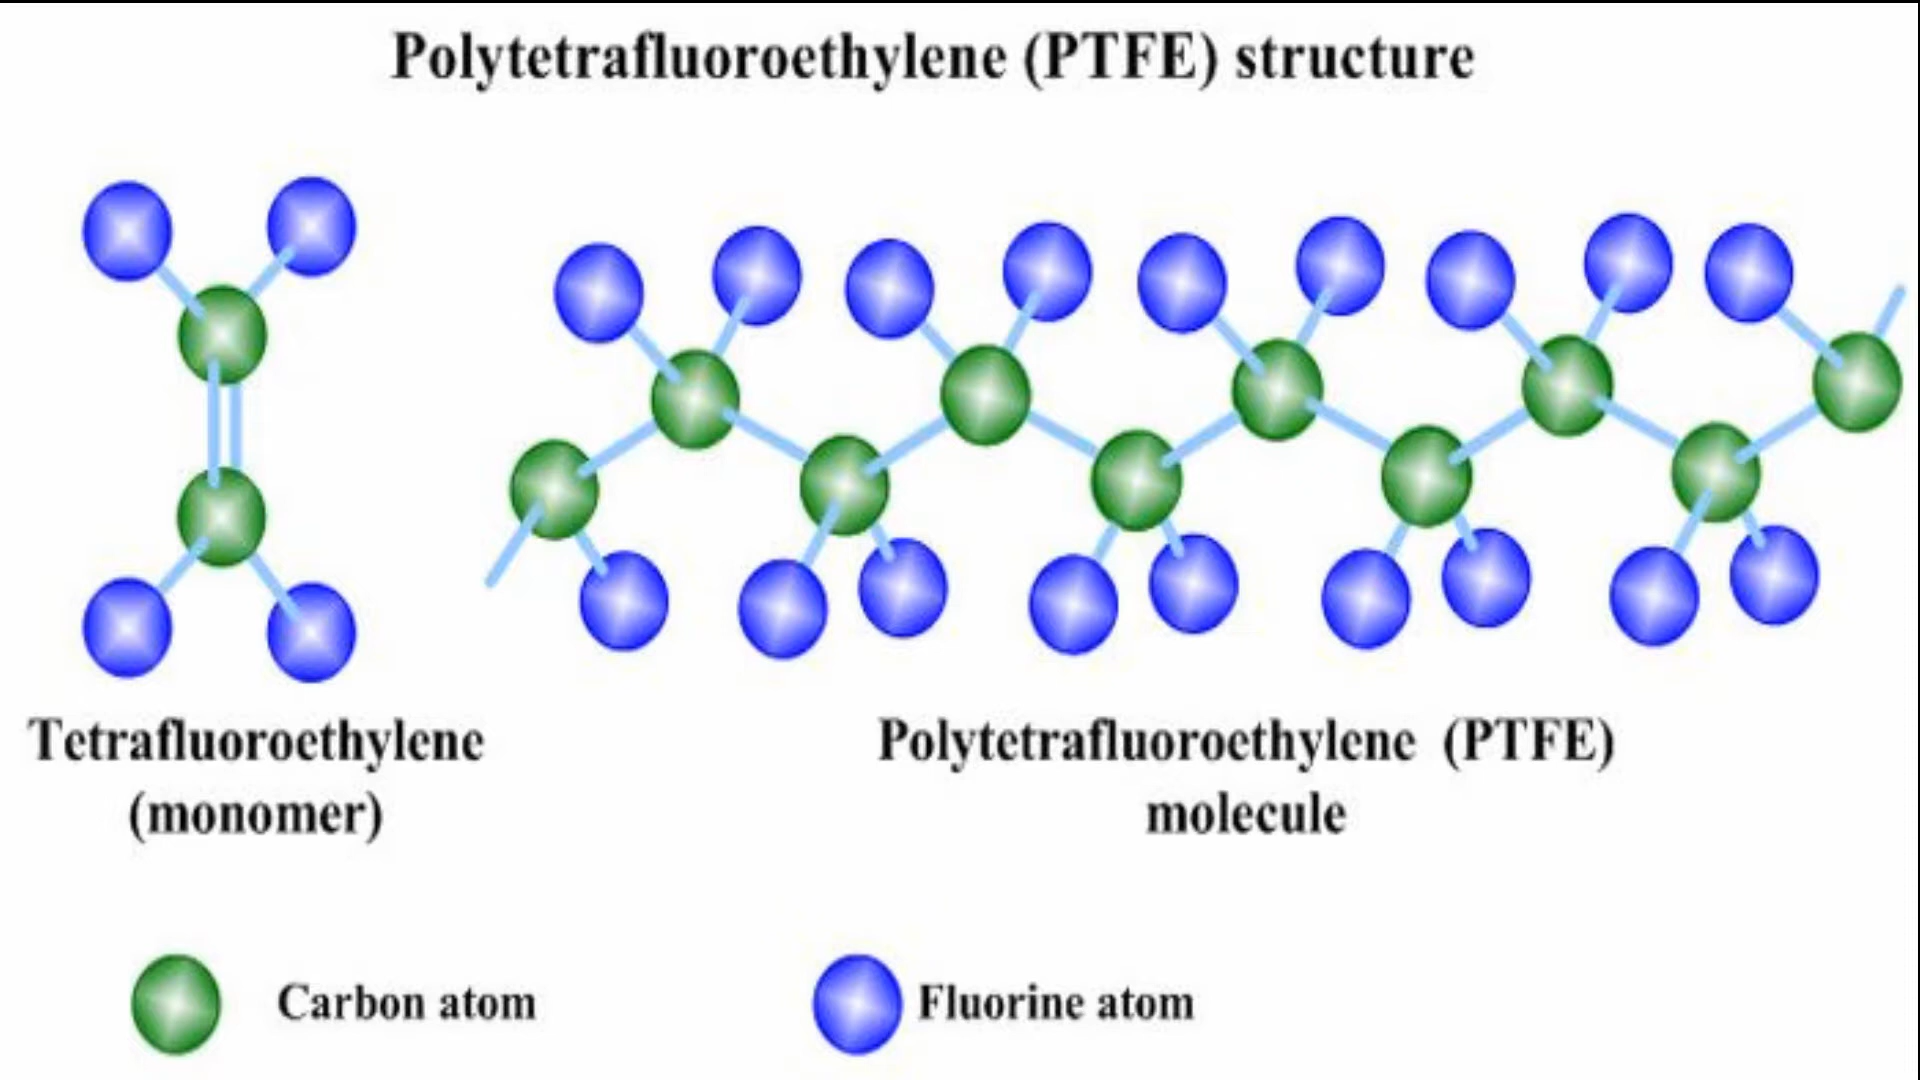 Polytetrafluoroethylene (PTFE) structure
Tetrafluoroethylene
(monomer)
Polytetrafluoroethylene (PTFE)
molecule
Carbon atom
Fluorine atom